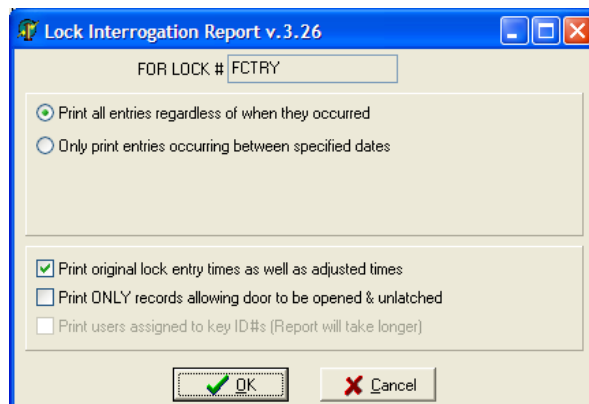 Lock Interrogation Report v.3.26
FOR LOCK # FCTRY
Print all entries regardless of when they occurred
Only print entries occurring between specified dates
Print original lock entry times as well as adjusted times
Print ONLY records allowing door to be opened & unlatched
Print users assigned to key ID#s (Report will take longer)
OK Cancel